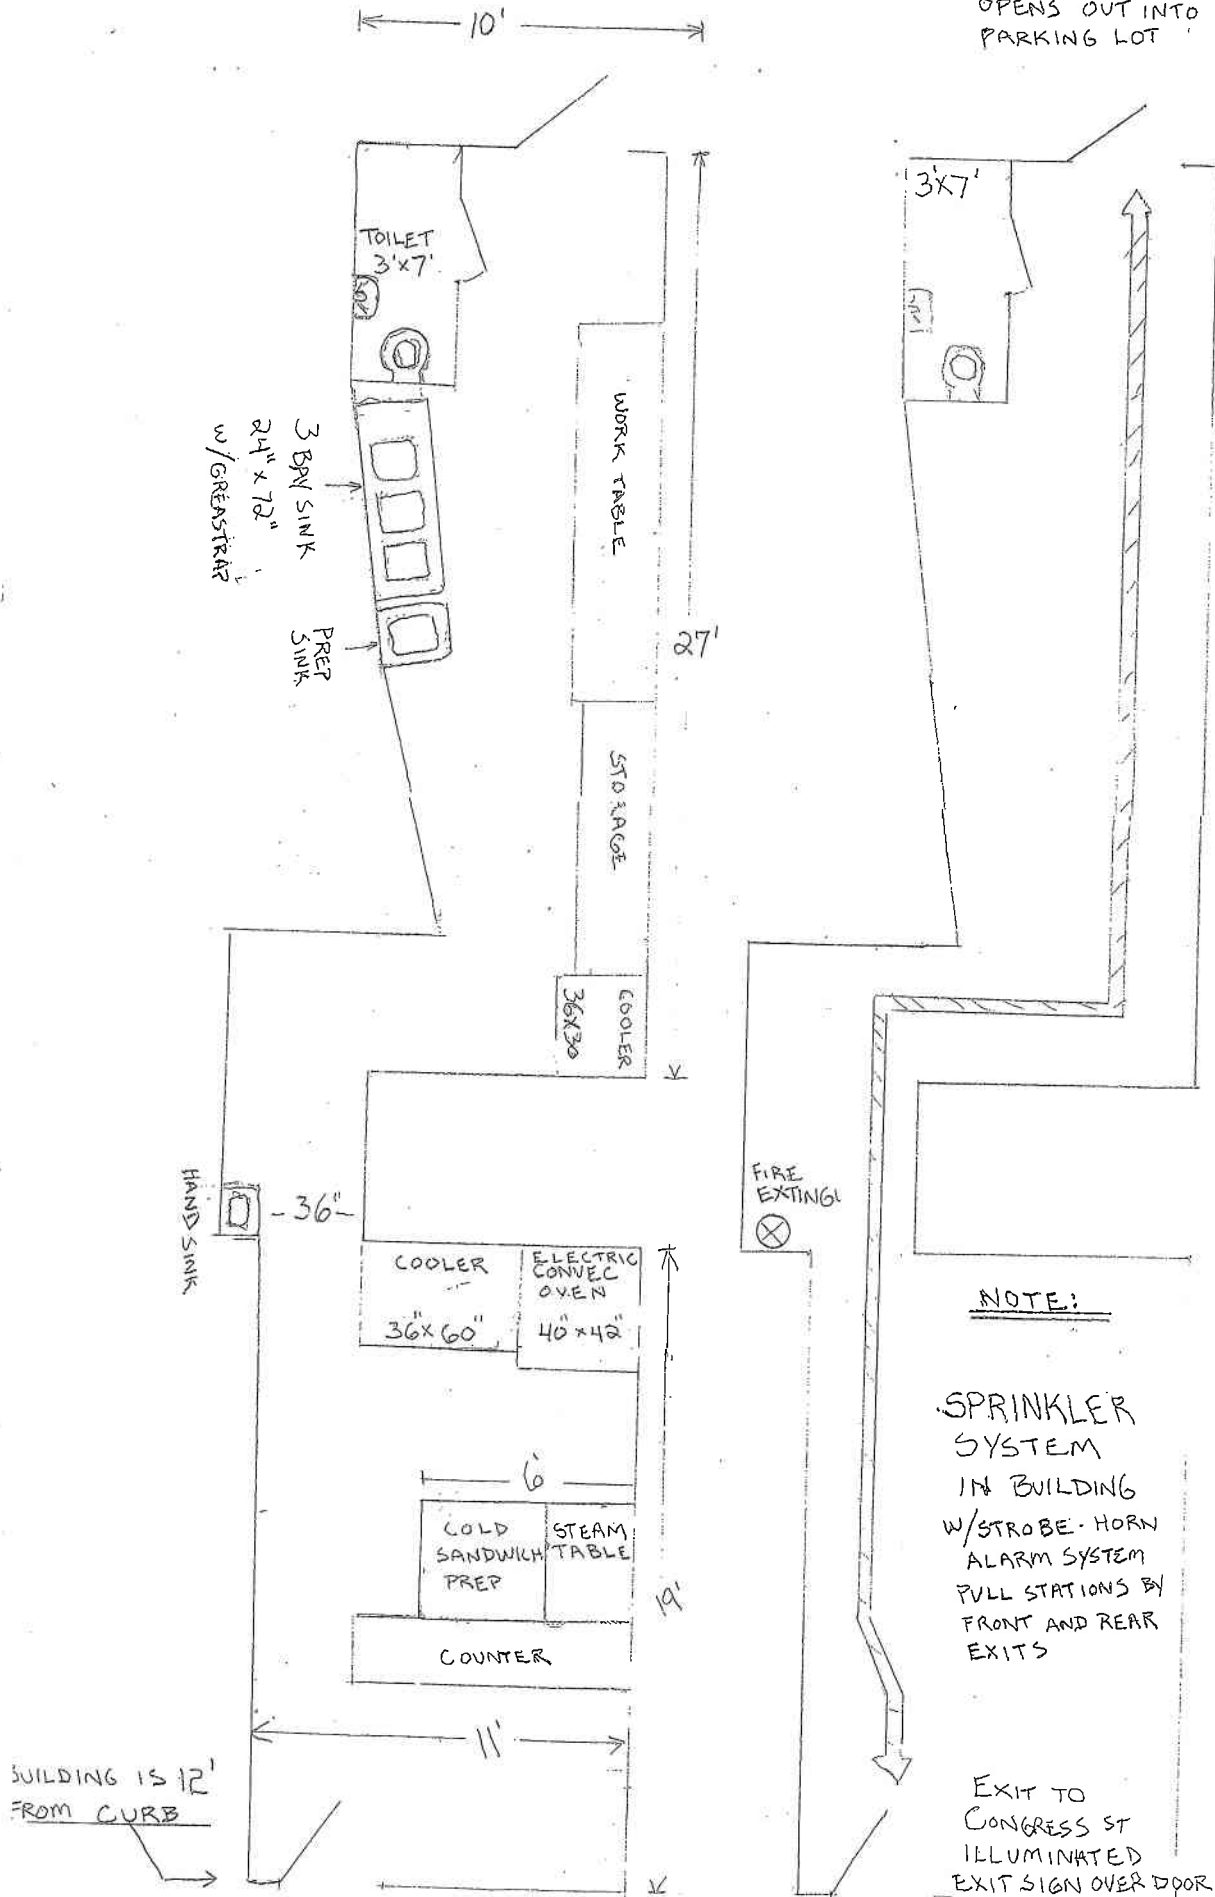 10'
OPENS OUT INTO
PARKING LOT
TOILET
3'x7'
3'x7'
WORK TABLE
3 BAY SINK
24" x 72"
W/GREASTRAP
PREP
SINK
27'
STORAGE
COOLER
36x30
HAND SINK
36"
FIRE
EXTINGU
COOLER
36"x60"
ELECTRIC
CONVEC
OVEN
40"x42"
NOTE:
SPRINKLER
SYSTEM
IN BUILDING
W/STROBE-HORN
ALARM SYSTEM
PULL STATIONS BY
FRONT AND REAR
EXITS
6'
COLD
SANDWICH
PREP
STEAM
TABLE
19'
COUNTER
11'
BUILDING IS 12'
FROM CURB
EXIT TO
CONGRESS ST
ILLUMINATED
EXIT SIGN OVER DOOR